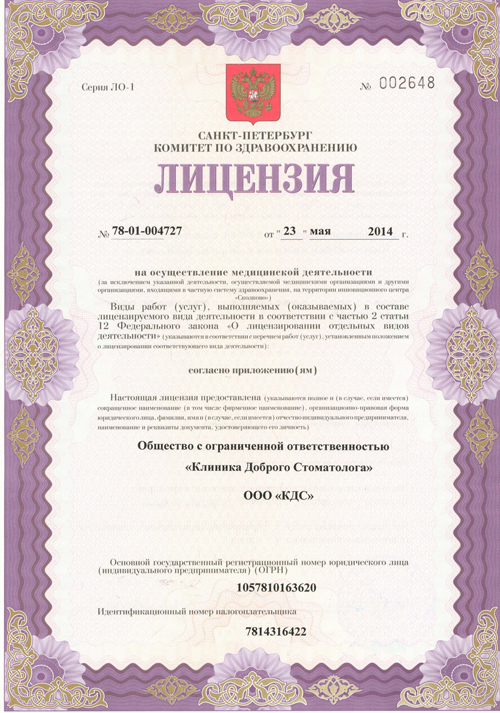 Серия ЛО-1
№ 002648
САНКТ-ПЕТЕРБУРГ
КОМИТЕТ ПО ЗДРАВООХРАНЕНИЮ
ЛИЦЕНЗИЯ
№ 78-01-004727 от " 23 " мая 2014 г.
на осуществление медицинской деятельности
(за исключением указанной деятельности, осуществляемой медицинскими организациями и другими
организациями, входящими в частную систему здравоохранения, на территории инновационного центра
«Сколково»)
Виды работ (услуг), выполняемых (оказываемых) в составе
лицензируемого вида деятельности в соответствии с частью 2 статьи
12 Федерального закона «О лицензировании отдельных видов
деятельности» (указываются в соответствии с перечнем работ (услуг), установленным положением
о лицензировании соответствующего вида деятельности):
согласно приложению(ям)
Настоящая лицензия предоставлена (указываются полное и (в случае, если имеется)
сокращенное наименование (в том числе фирменное наименование), организационно-правовая форма
юридического лица, фамилия, имя и (в случае, если имеется) отчество индивидуального предпринимателя,
наименование и реквизиты документа, удостоверяющего его личность)
Общество с ограниченной ответственностью
«Клиника Доброго Стоматолога»
ООО «КДС»
Основной государственный регистрационный номер юридического лица
(индивидуального предпринимателя) (ОГРН)
1057810163620
Идентификационный номер налогоплательщика
7814316422